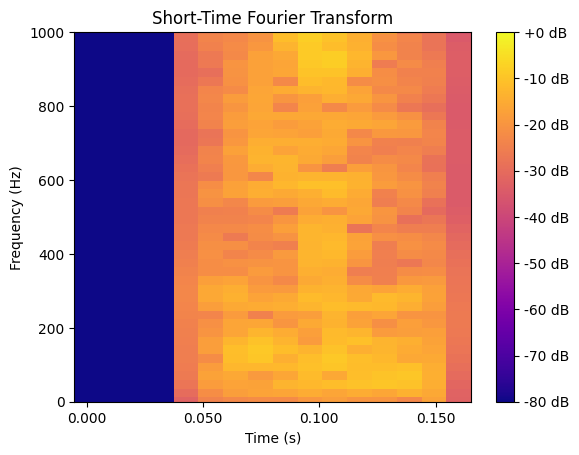 Short-Time Fourier Transform
Frequency (Hz)
1000
800
600
400
200
0
0.000
0.050
0.100
0.150
Time (s)
+0 dB
-10 dB
-20 dB
-30 dB
-40 dB
-50 dB
-60 dB
-70 dB
-80 dB